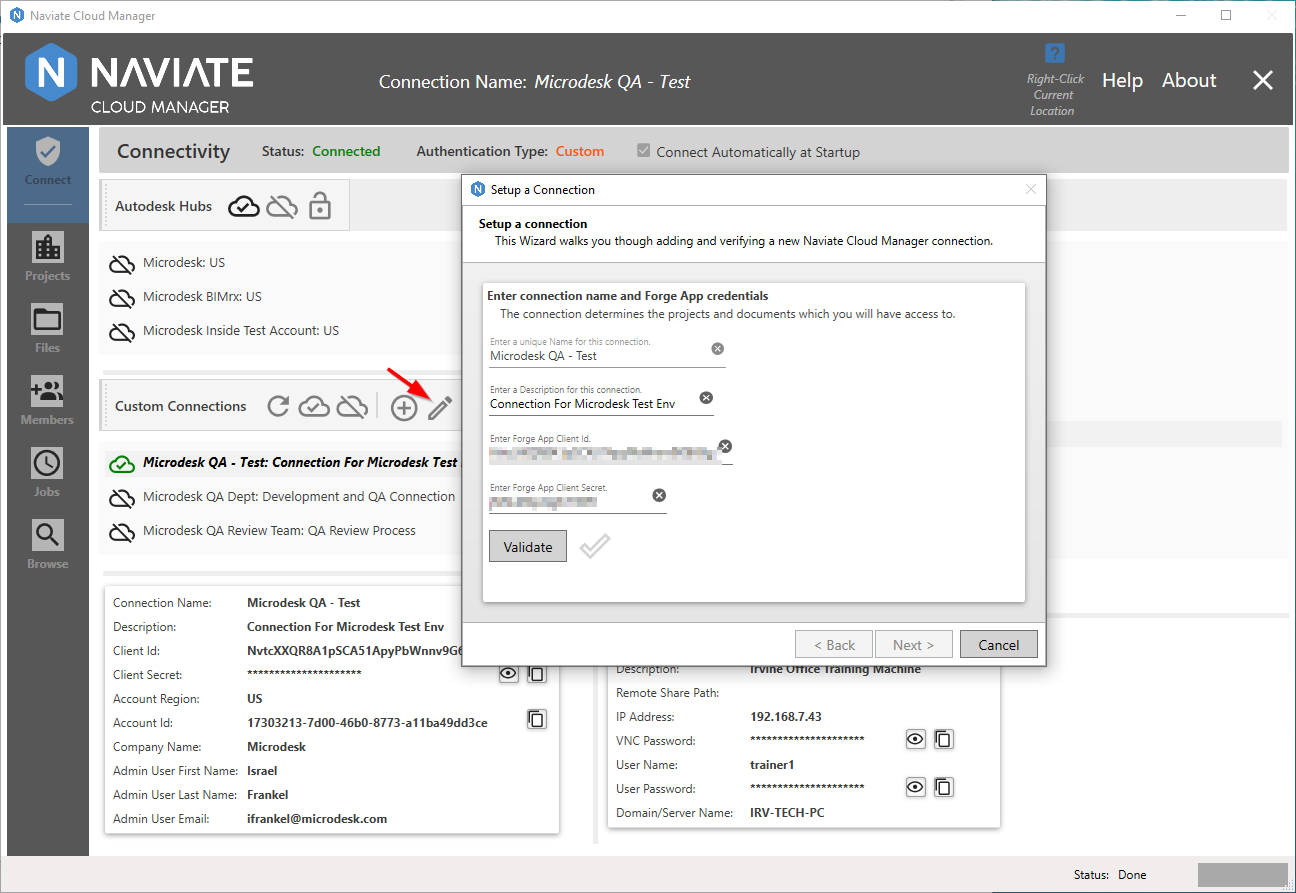 Naviate Cloud Manager
NAVIATE
CLOUD MANAGER
Connection Name: Microdesk QA - Test
?
Right-Click
Current
Location
Help
About
Connect
Projects
Files
Members
Jobs
Browse
Connectivity
Status: Connected
Authentication Type: Custom
Connect Automatically at Startup
Autodesk Hubs
Microdesk: US
Microdesk BIMrx: US
Microdesk Inside Test Account: US
Custom Connections
Microdesk QA - Test: Connection For Microdesk Test
Microdesk QA Dept: Development and QA Connection
Microdesk QA Review Team: QA Review Process
Setup a Connection
Setup a connection
This Wizard walks you though adding and verifying a new Naviate Cloud Manager connection.
Enter connection name and Forge App credentials
The connection determines the projects and documents which you will have access to.
Enter a unique Name for this connection.
Microdesk QA - Test
Enter a Description for this connection.
Connection For Microdesk Test Env
Enter Forge App Client Id.
Enter Forge App Client Secret.
Validate
< Back
Next >
Cancel
Connection Name: Microdesk QA - Test
Description: Connection For Microdesk Test Env
Client Id: NvtcXXQR8A1pSCA51ApyPbWnnv9G6
Client Secret: *********************
Account Region: US
Account Id: 17303213-7d00-46b0-8773-a11ba49dd3ce
Company Name: Microdesk
Admin User First Name: Israel
Admin User Last Name: Frankel
Admin User Email: ifrankel@microdesk.com
Description: Irvine Office Training Machine
Remote Share Path:
IP Address: 192.168.7.43
VNC Password: *********************
User Name: trainer1
User Password: *********************
Domain/Server Name: IRV-TECH-PC
Status: Done